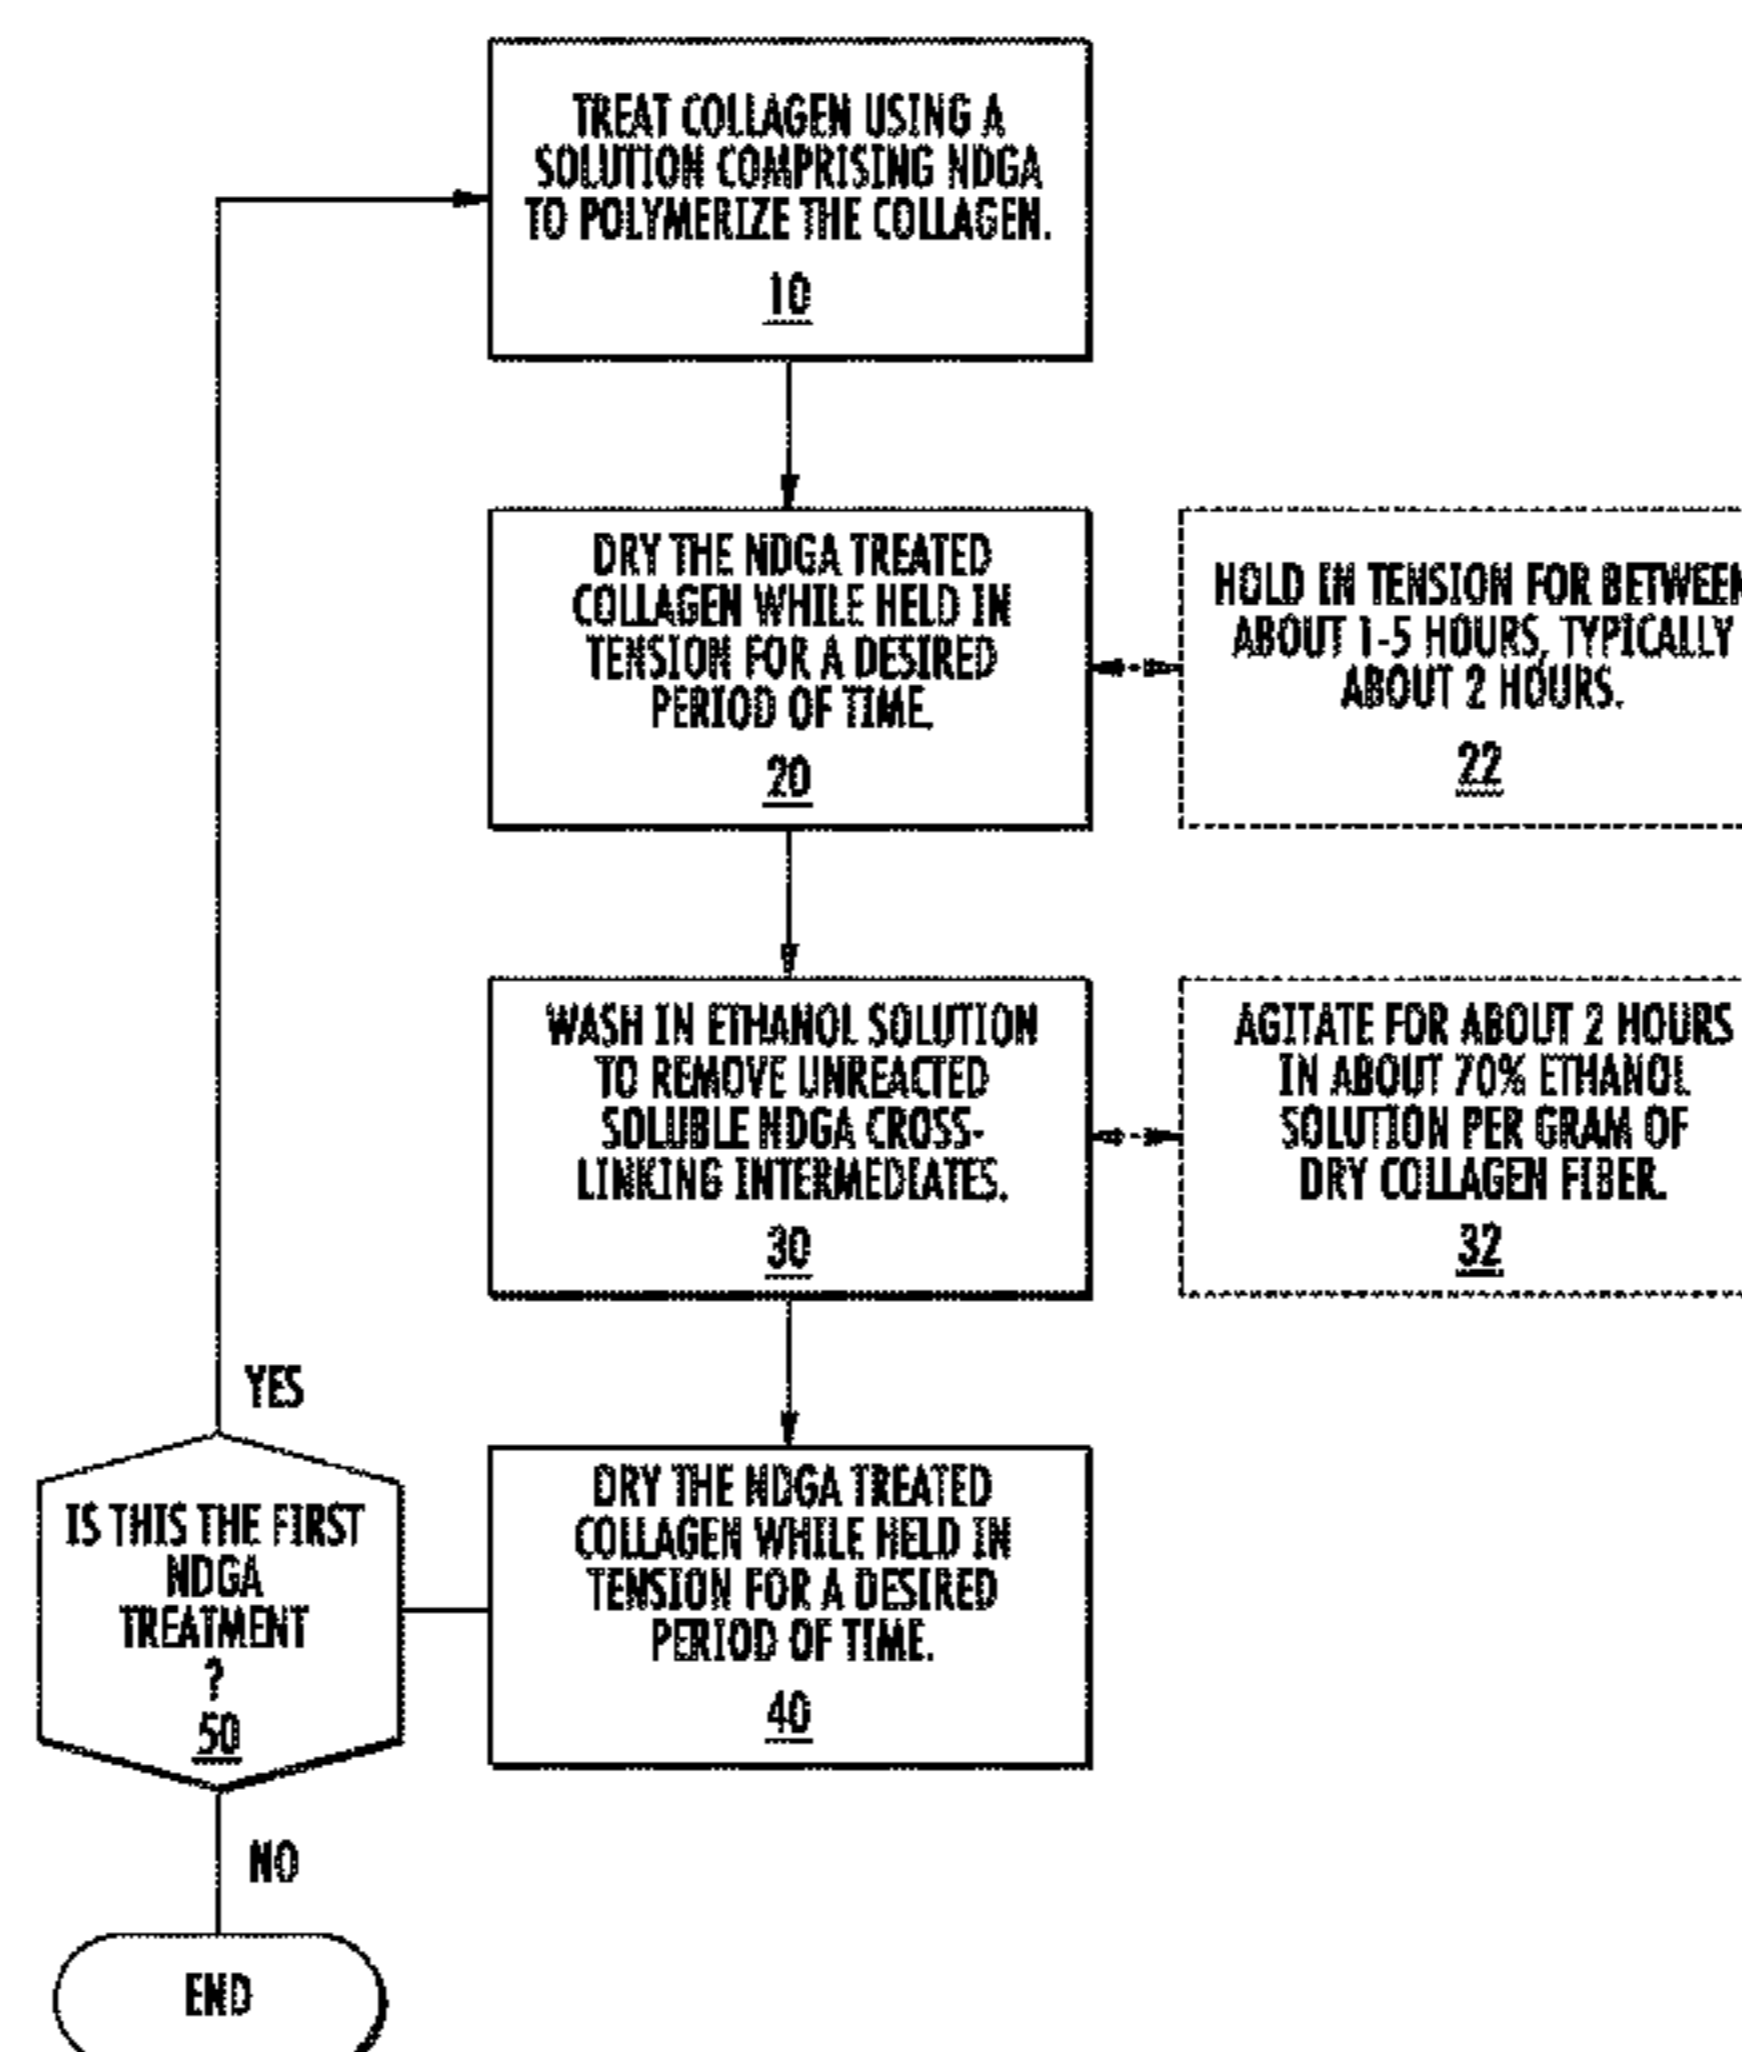 TREAT COLLAGEN USING A
SOLUTION COMPRISING NDGA
TO POLYMERIZE THE COLLAGEN.
10
DRY THE NDGA TREATED
COLLAGEN WHILE HELD IN
TENSION FOR A DESIRED
PERIOD OF TIME.
20
HOLD IN TENSION FOR BETWEEN
ABOUT 1-5 HOURS, TYPICALLY
ABOUT 2 HOURS.
22
WASH IN ETHANOL SOLUTION
TO REMOVE UNREACTED
SOLUBLE NDGA CROSS-
LINKING INTERMEDIATES.
30
AGITATE FOR ABOUT 2 HOURS
IN ABOUT 70% ETHANOL
SOLUTION PER GRAM OF
DRY COLLAGEN FIBER.
32
DRY THE NDGA TREATED
COLLAGEN WHILE HELD IN
TENSION FOR A DESIRED
PERIOD OF TIME.
40
YES
IS THIS THE FIRST
NDGA
TREATMENT
?
50
NO
END